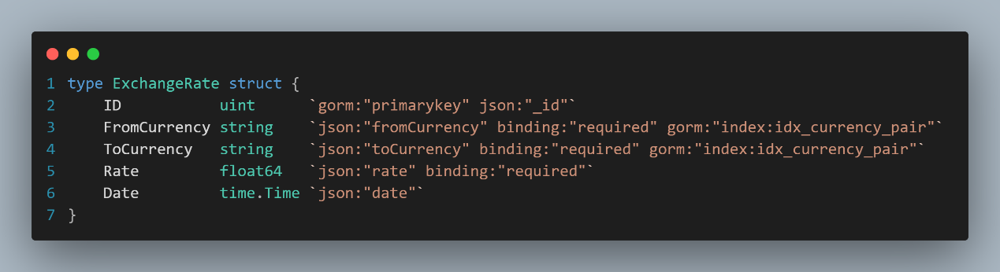 1 type ExchangeRate struct {
2     ID           uint      `gorm:"primarykey" json:"_id"`
3     FromCurrency string    `json:"fromCurrency" binding:"required" gorm:"index:idx_currency_pair"`
4     ToCurrency   string    `json:"toCurrency" binding:"required" gorm:"index:idx_currency_pair"`
5     Rate         float64   `json:"rate" binding:"required"`
6     Date         time.Time `json:"date"`
7 }